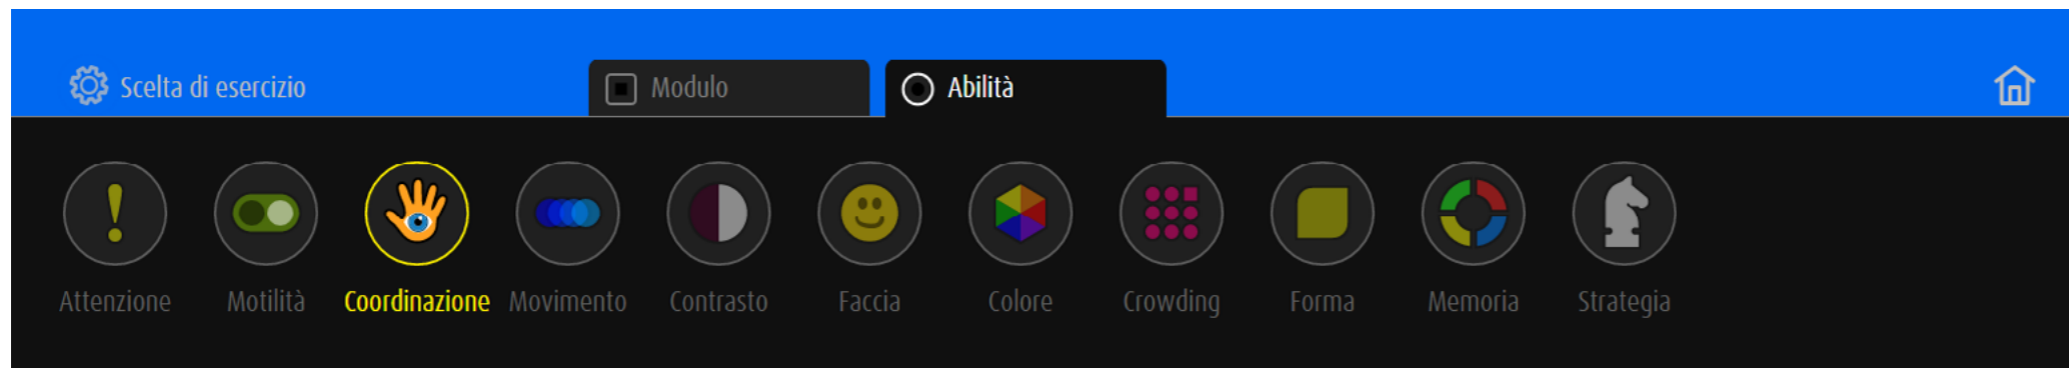 Scelta di esercizio
Modulo
Abilità
Attenzione
Motilità
Coordinazione
Movimento
Contrasto
Faccia
Colore
Crowding
Forma
Memoria
Strategia